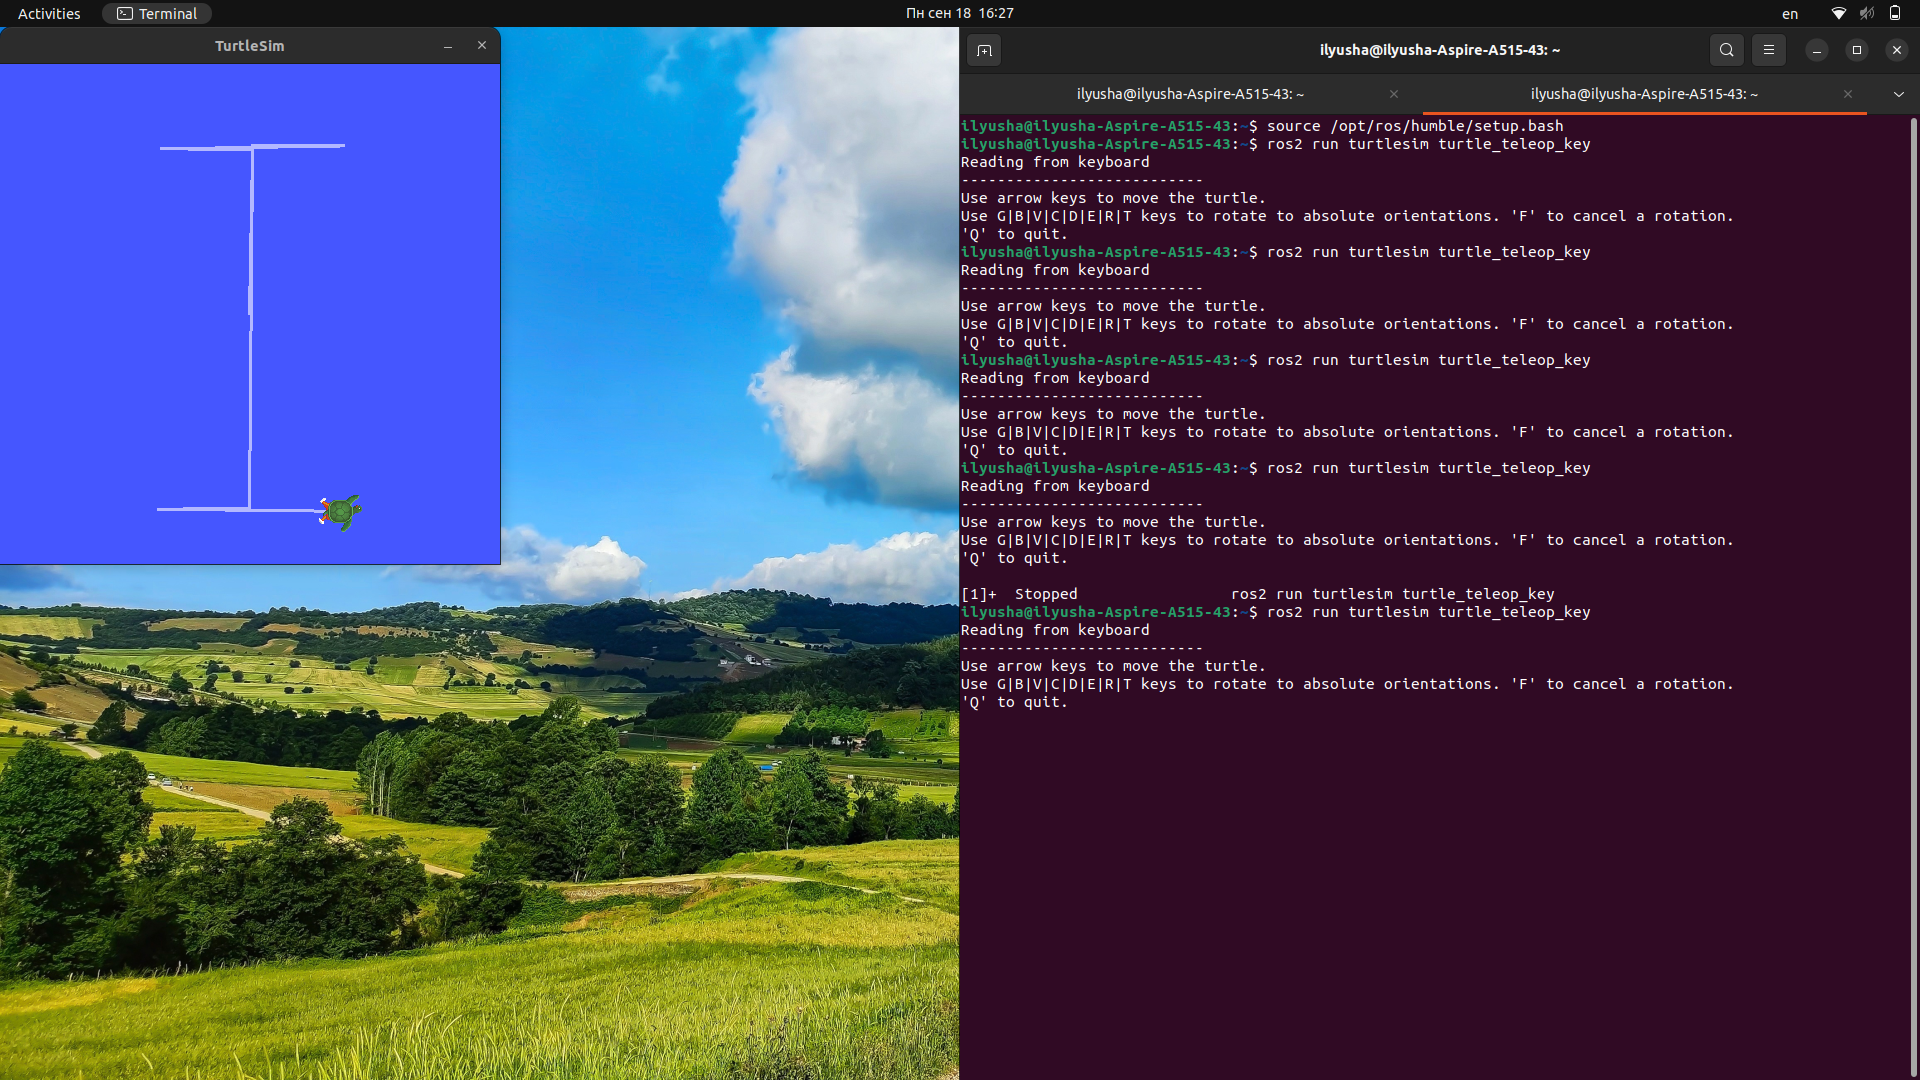 Activities
Terminal
Пн сен 18 16:27
en
TurtleSim
ilyusha@ilyusha-Aspire-A515-43: ~
ilyusha@ilyusha-Aspire-A515-43: ~
ilyusha@ilyusha-Aspire-A515-43: ~
ilyusha@ilyusha-Aspire-A515-43:~$ source /opt/ros/humble/setup.bash
ilyusha@ilyusha-Aspire-A515-43:~$ ros2 run turtlesim turtle_teleop_key
Reading from keyboard
---------------------------
Use arrow keys to move the turtle.
Use G|B|V|C|D|E|R|T keys to rotate to absolute orientations. 'F' to cancel a rotation.
'Q' to quit.
ilyusha@ilyusha-Aspire-A515-43:~$ ros2 run turtlesim turtle_teleop_key
Reading from keyboard
---------------------------
Use arrow keys to move the turtle.
Use G|B|V|C|D|E|R|T keys to rotate to absolute orientations. 'F' to cancel a rotation.
'Q' to quit.
ilyusha@ilyusha-Aspire-A515-43:~$ ros2 run turtlesim turtle_teleop_key
Reading from keyboard
---------------------------
Use arrow keys to move the turtle.
Use G|B|V|C|D|E|R|T keys to rotate to absolute orientations. 'F' to cancel a rotation.
'Q' to quit.
ilyusha@ilyusha-Aspire-A515-43:~$ ros2 run turtlesim turtle_teleop_key
Reading from keyboard
---------------------------
Use arrow keys to move the turtle.
Use G|B|V|C|D|E|R|T keys to rotate to absolute orientations. 'F' to cancel a rotation.
'Q' to quit.
[1]+  Stopped                 ros2 run turtlesim turtle_teleop_key
ilyusha@ilyusha-Aspire-A515-43:~$ ros2 run turtlesim turtle_teleop_key
Reading from keyboard
---------------------------
Use arrow keys to move the turtle.
Use G|B|V|C|D|E|R|T keys to rotate to absolute orientations. 'F' to cancel a rotation.
'Q' to quit.